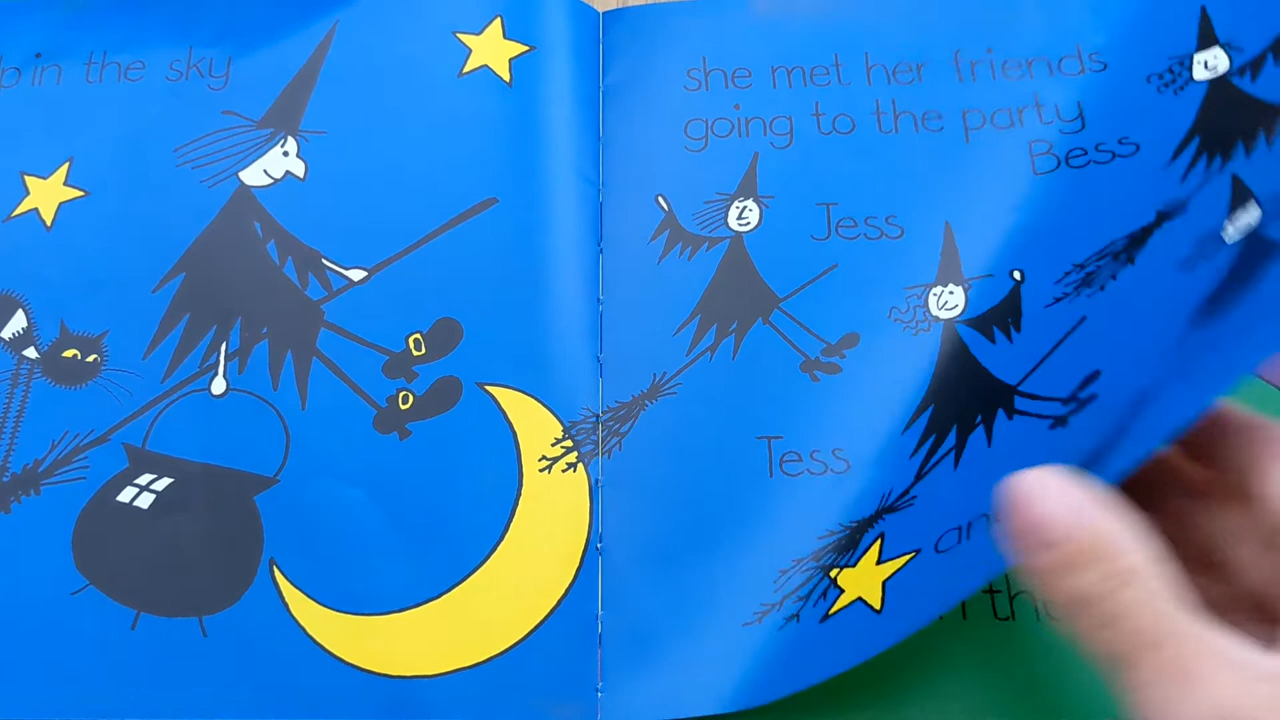 in the sky
she met her friends
going to the party
Bess
Jess
Tess